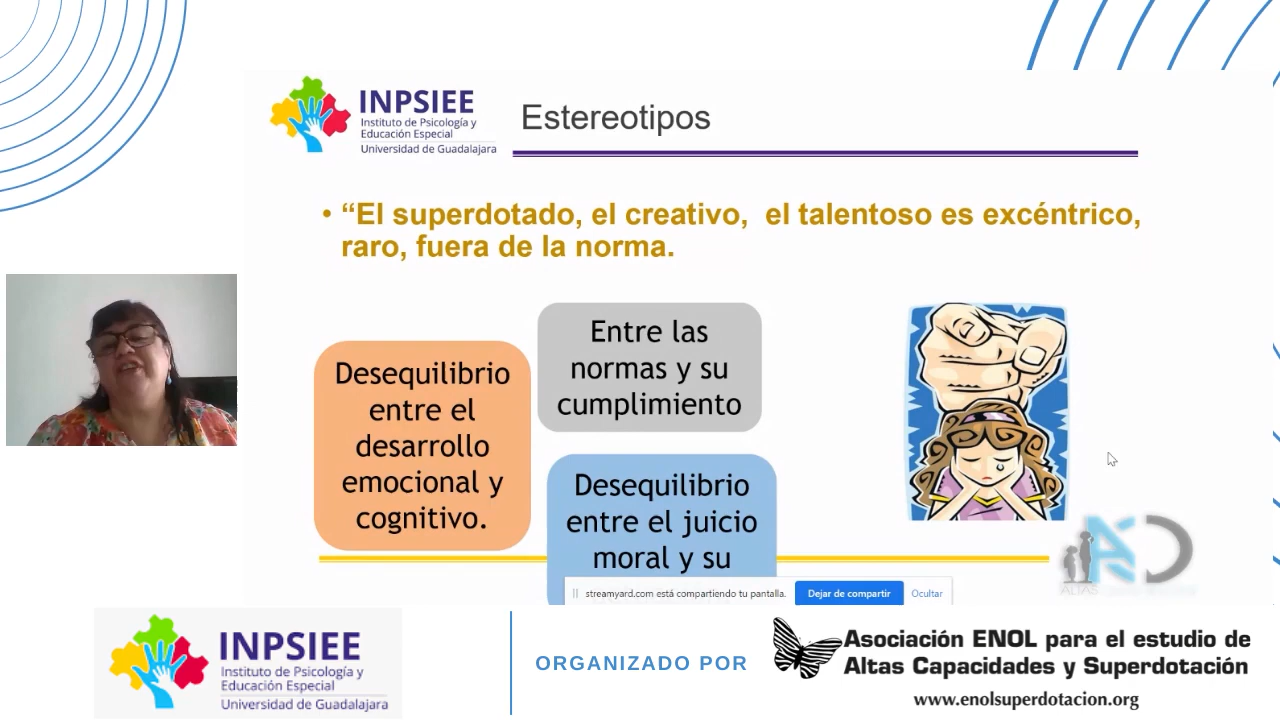 INPSIEE
Instituto de Psicología y
Educación Especial
Universidad de Guadalajara
Estereotipos
• “El superdotado, el creativo,  el talentoso es excéntrico,
raro, fuera de la norma.
Desequilibrio
entre el
desarrollo
emocional y
cognitivo.
Entre las
normas y su
cumplimiento
Desequilibrio
entre el juicio
moral y su
streamyard.com está compartiendo tu pantalla.
Dejar de compartir
Ocultar
ALTAS
INPSIEE
Instituto de Psicología y
Educación Especial
Universidad de Guadalajara
ORGANIZADO POR
Asociación ENOL para el estudio de
Altas Capacidades y Superdotación
www.enolsuperdotacion.org